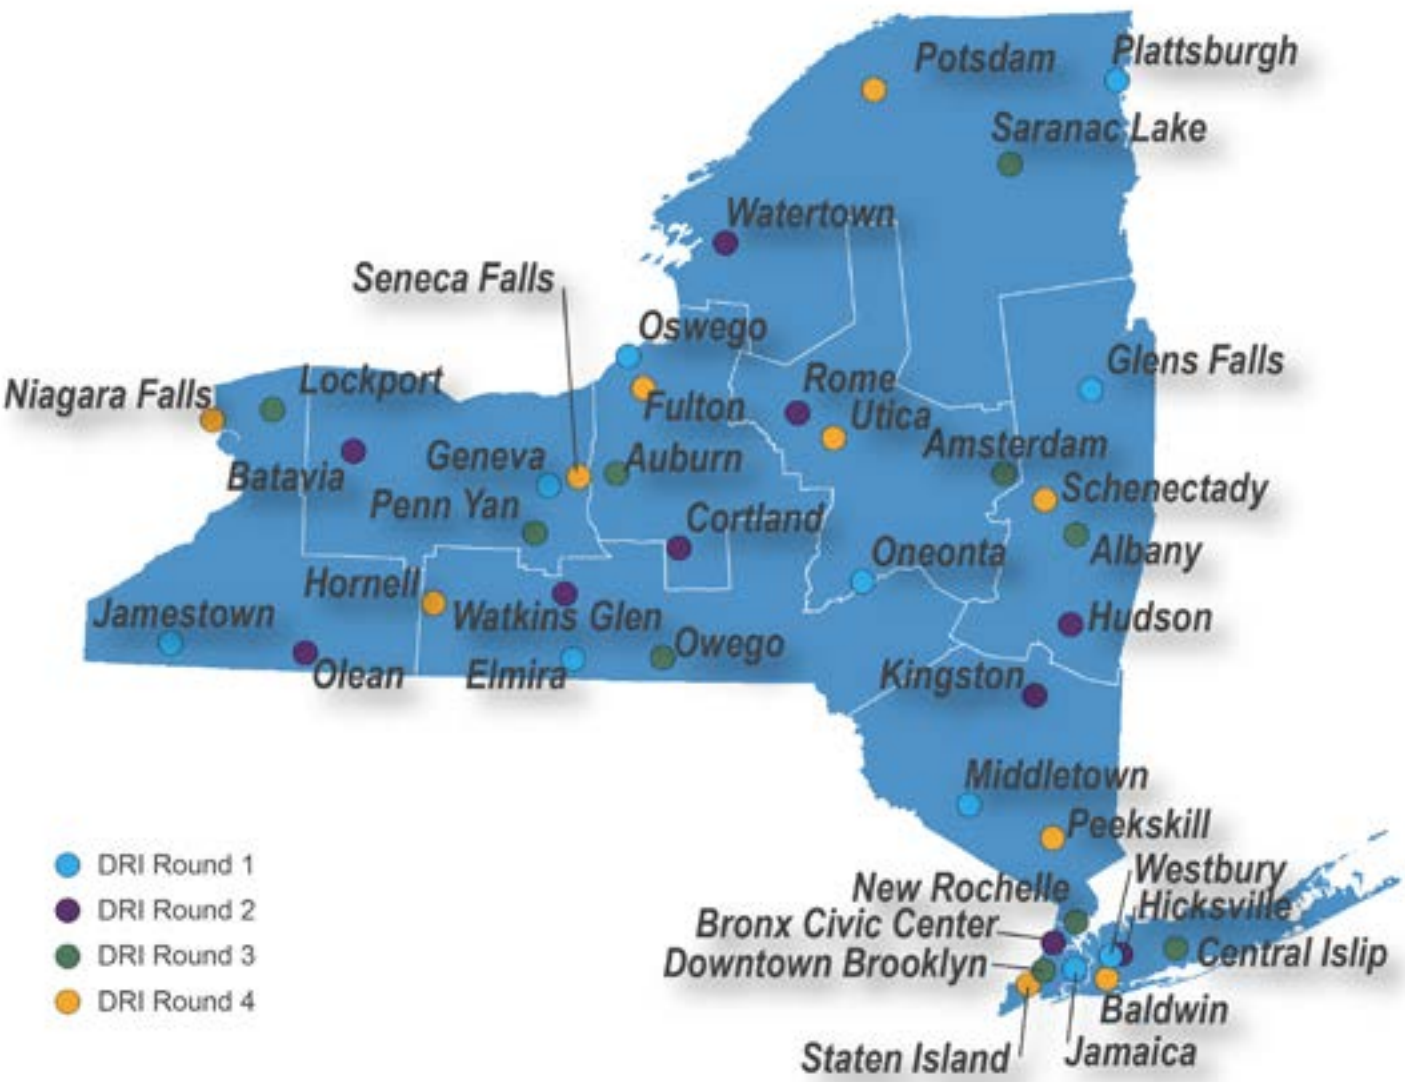 Potsdam
Plattsburgh
Saranac Lake
Watertown
Seneca Falls
Oswego
Glens Falls
Niagara Falls
Lockport
Rome
Fulton
Utica
Amsterdam
Batavia
Geneva
Auburn
Schenectady
Penn Yan
Cortland
Oneonta
Albany
Hornell
Jamestown
Watkins Glen
Hudson
Owego
Olean
Elmira
Kingston
Middletown
Peekskill
Westbury
New Rochelle
Hicksville
Bronx Civic Center
Central Islip
Downtown Brooklyn
Baldwin
Staten Island
Jamaica
DRI Round 1
DRI Round 2
DRI Round 3
DRI Round 4